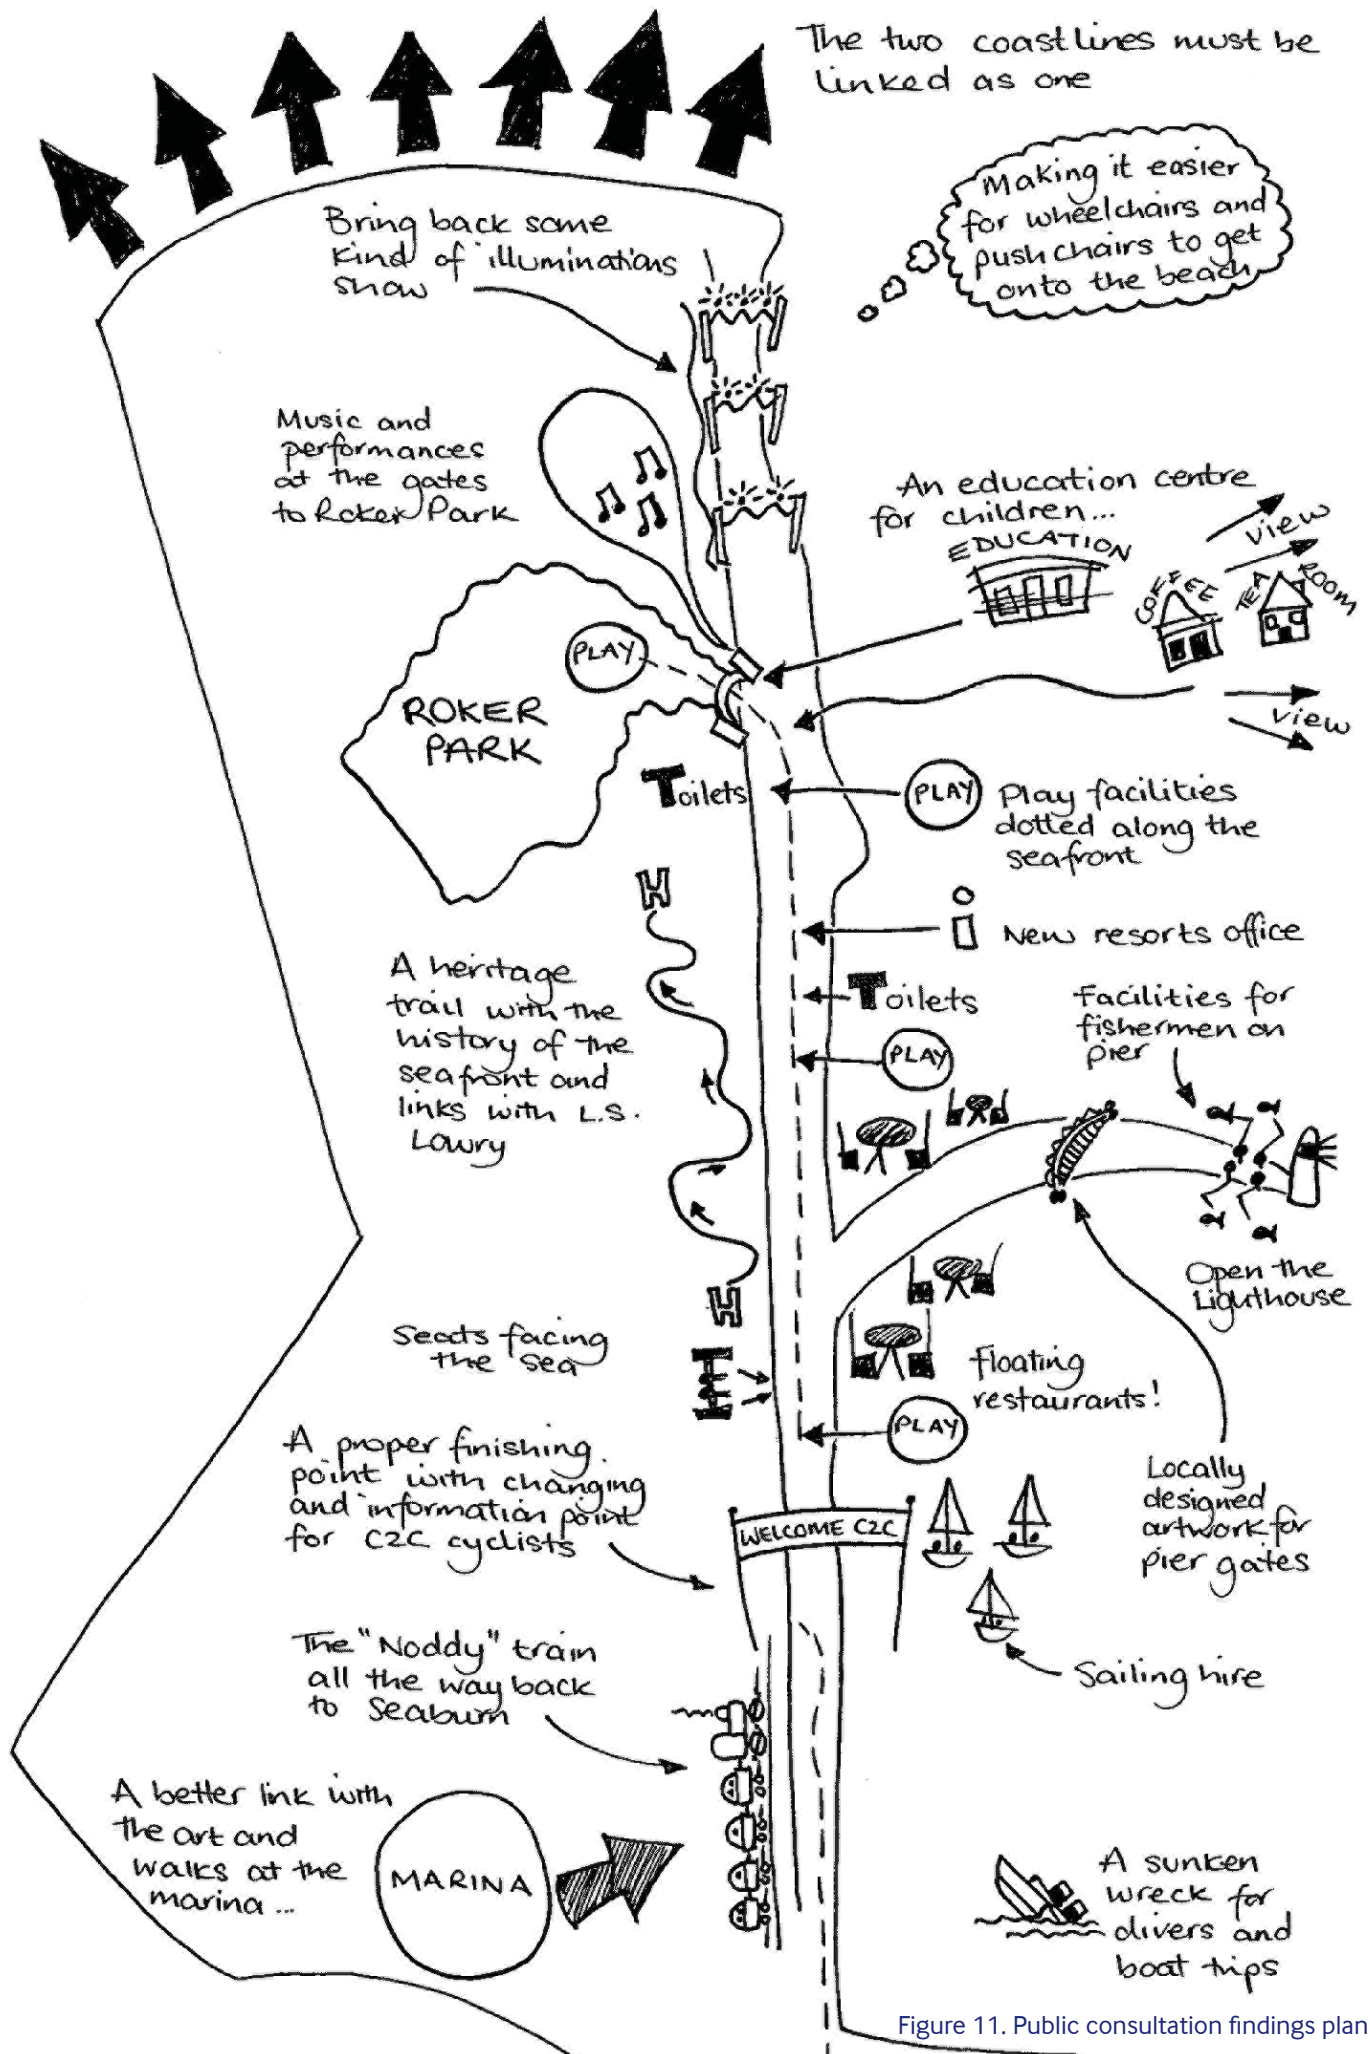 The two coastlines must be
linked as one
Making it easier
for wheelchairs and
pushchairs to get
onto the beach
Bring back some
kind of illuminations
show
Music and
performances
at the gates
to Roker Park
An education centre
for children...
EDUCATION
COFFEE
TEA ROOM
view
view
PLAY
ROKER
PARK
Toilets
PLAY
Play facilities
dotted along the
seafront
H
i
New resorts office
A heritage
trail with the
history of the
seafront and
links with L.S.
Lowry
Toilets
PLAY
Facilities for
fishermen on
pier
H
Open the
Lighthouse
Seats facing
the sea
Floating
restaurants!
PLAY
A proper finishing
point with changing
and information point
for C2C cyclists
WELCOME C2C
Locally
designed
artwork for
pier gates
The "Noddy" train
all the way back
to Seaburn
Sailing hire
A better link with
the art and
walks at the
marina...
MARINA
A sunken
wreck for
divers and
boat trips
Figure 11. Public consultation findings plan